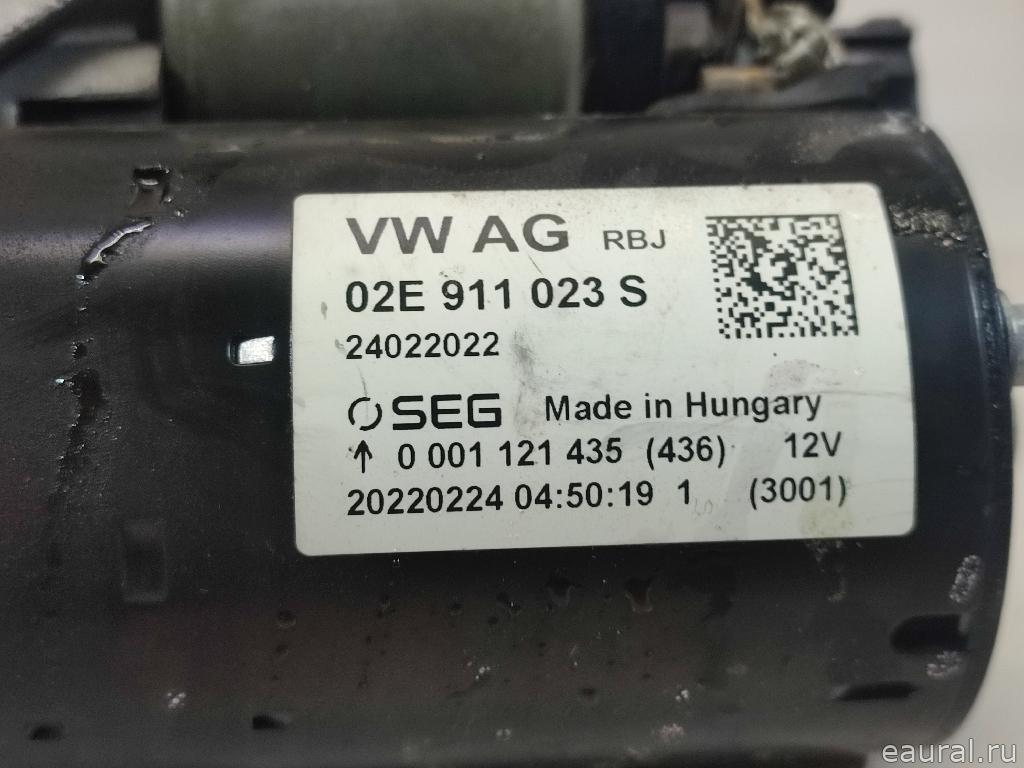 VW AG RBJ
02E 911 023 S
24022022
SEG Made in Hungary
↑ 0 001 121 435 (436) 12V
20220224 04:50:19 1 (3001)
eaural.ru